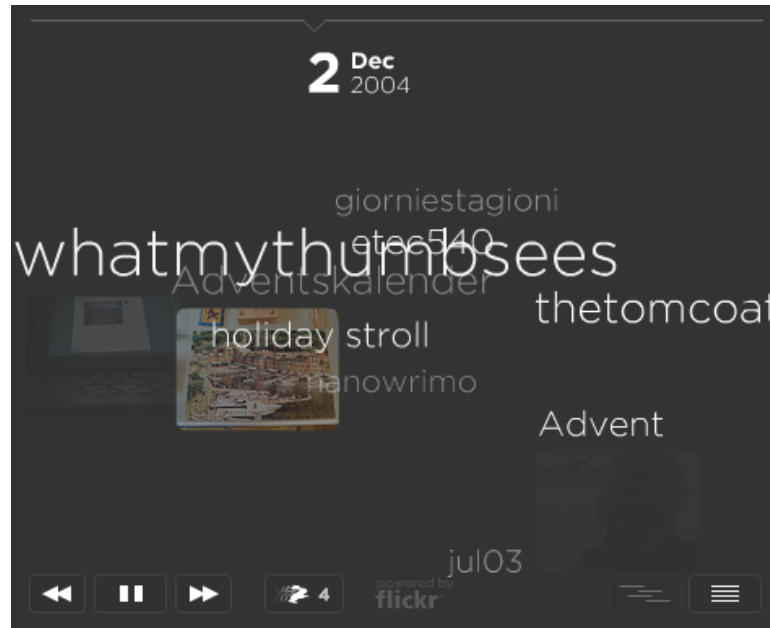 2 Dec
2004
giorniestagioni
etec540
whatmythumbsees
Adventskalender
thetomcoat
holiday stroll
nanowrimo
Advent
jul03
4
powered by
flickr